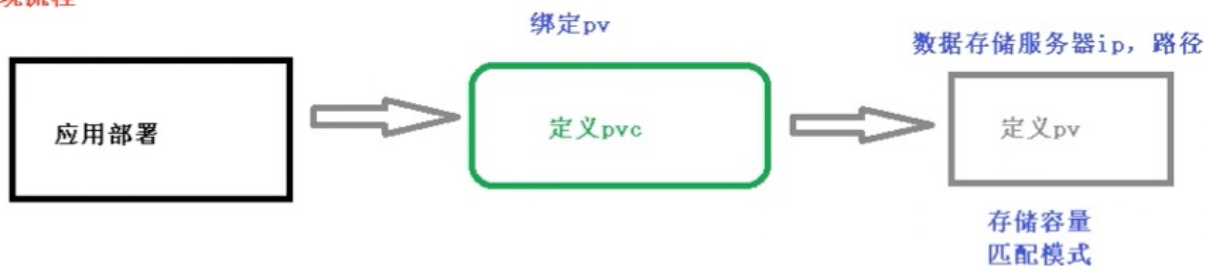 绑定pv
数据存储服务器ip，路径
应用部署
定义pvc
定义pv
存储容量
匹配模式